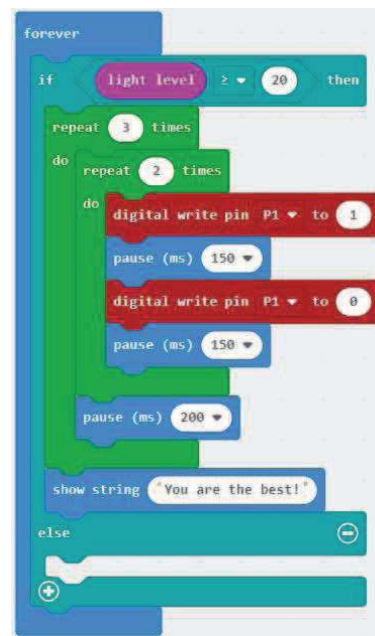 forever
if light level ≥ 20 then
repeat 3 times
do repeat 2 times
do digital write pin P1 to 1
pause (ms) 150
digital write pin P1 to 0
pause (ms) 150
pause (ms) 200
show string "You are the best!"
else